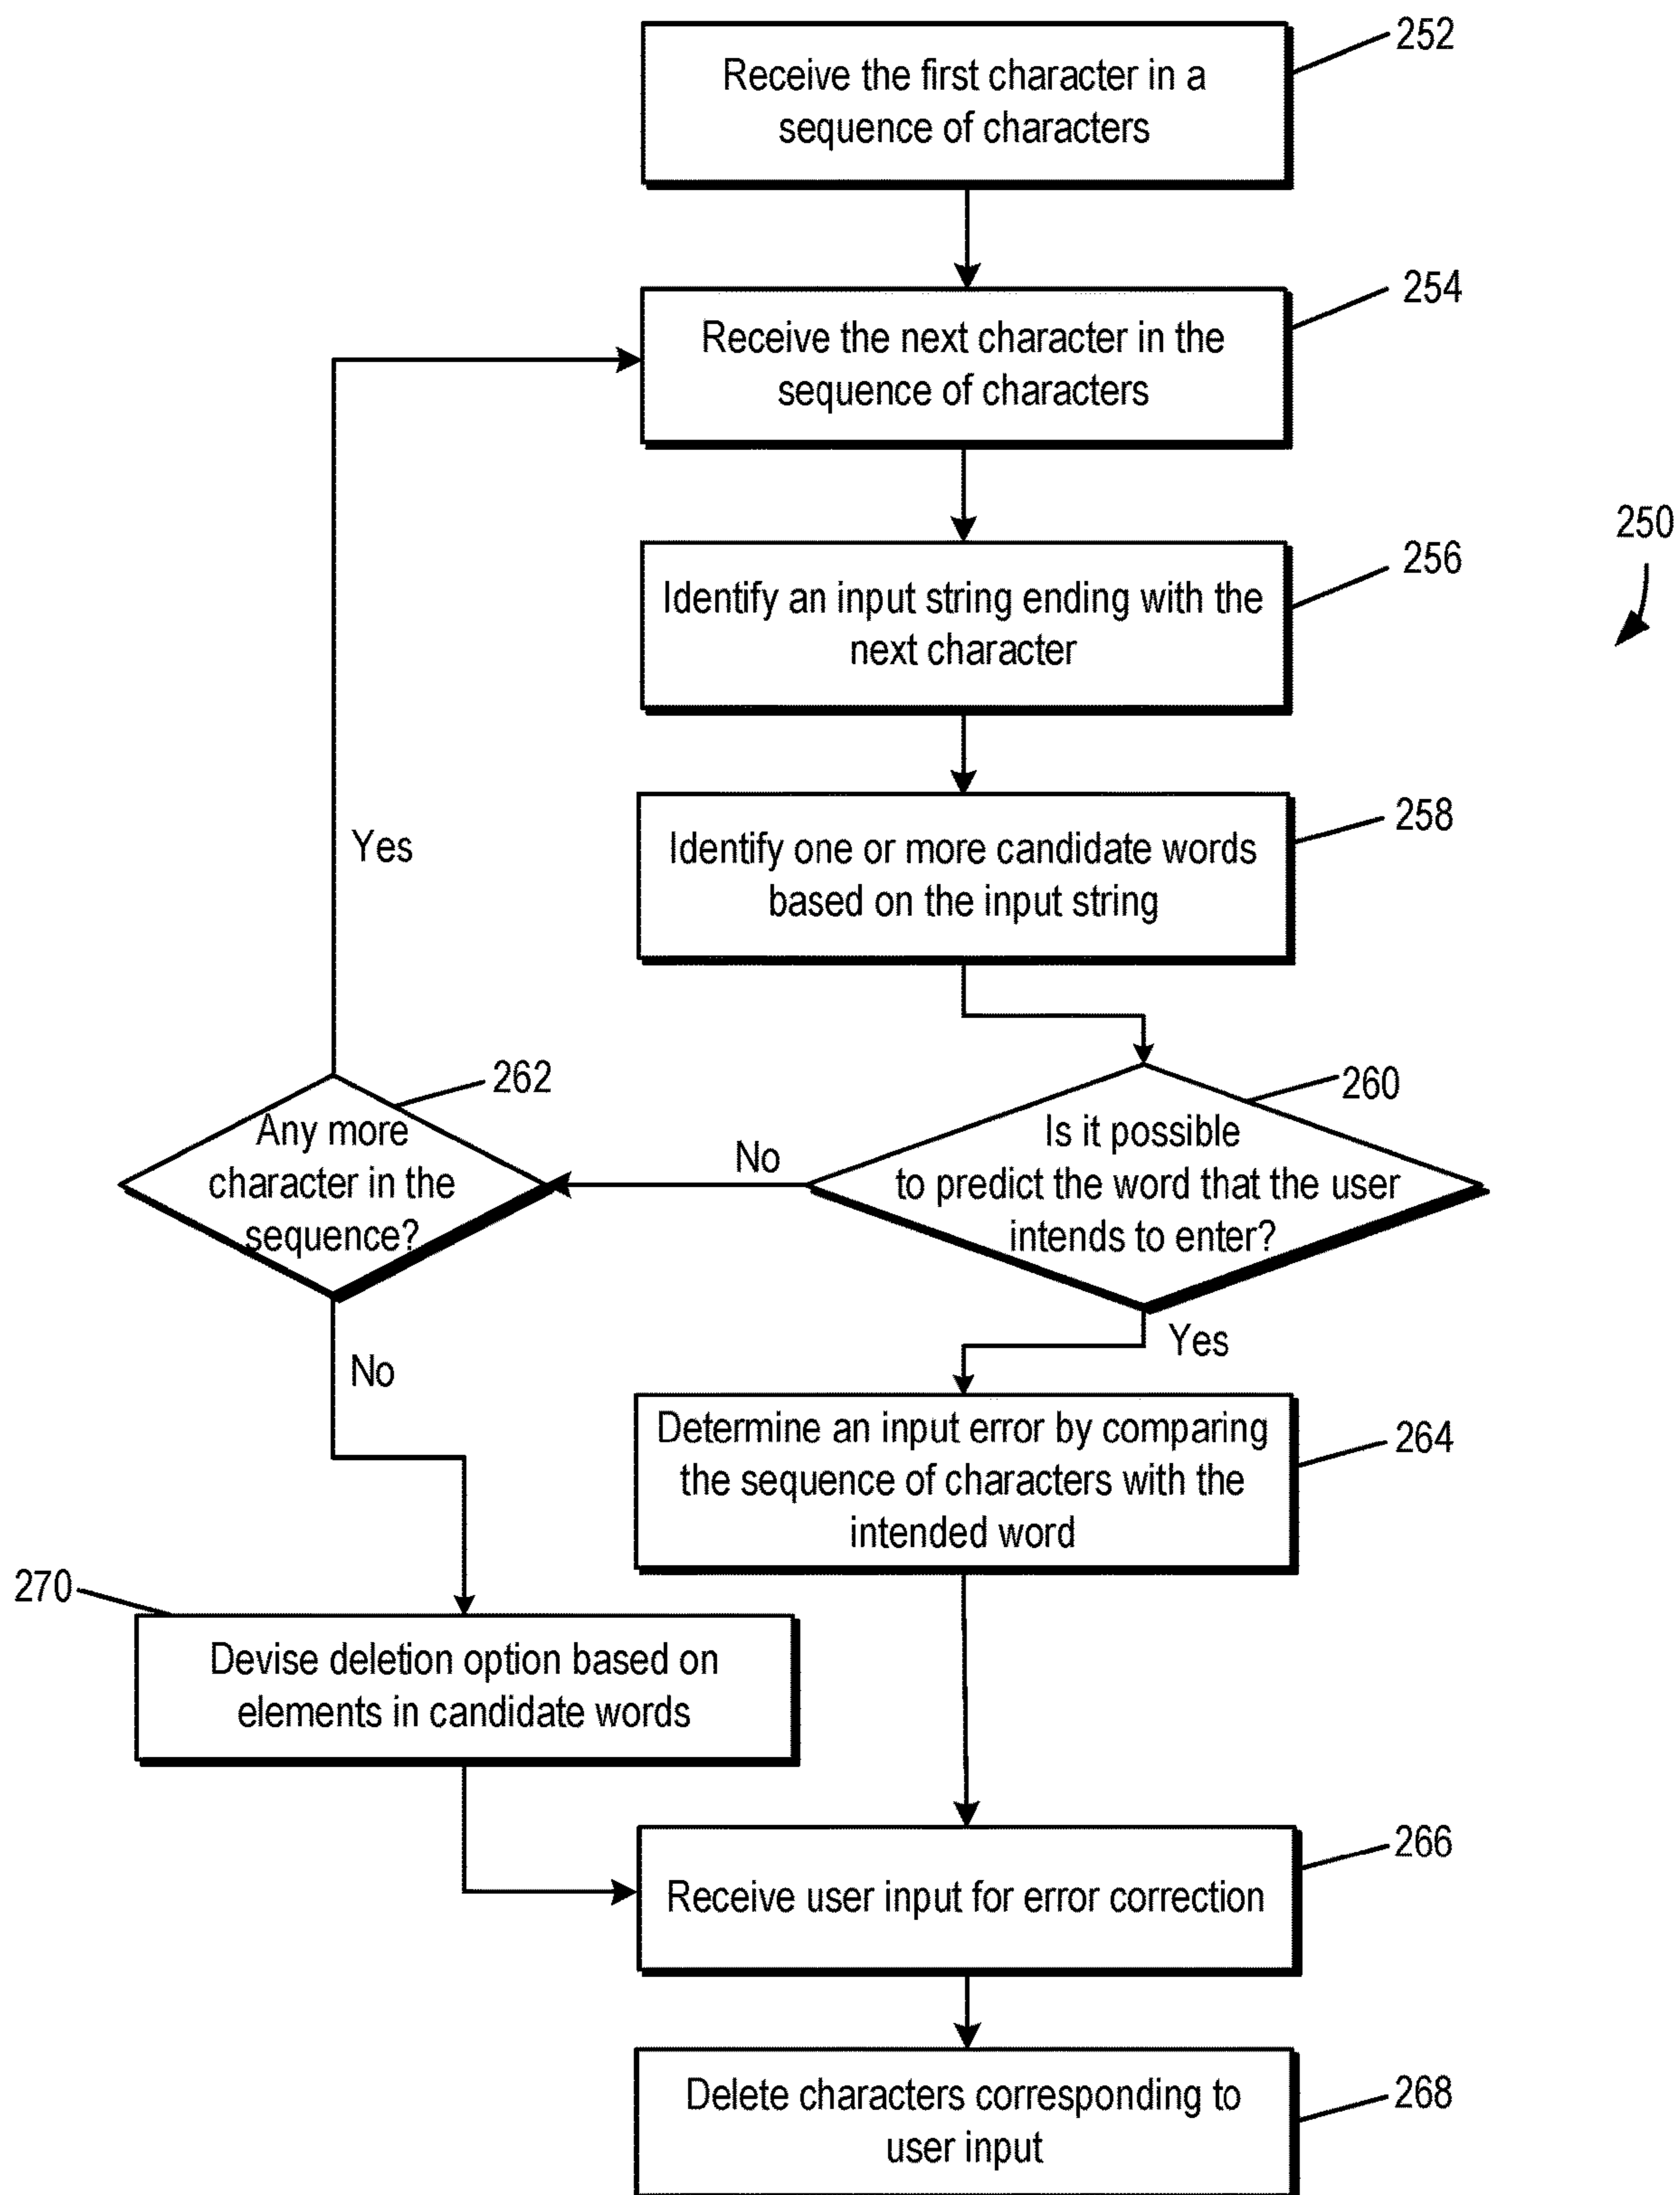 252
Receive the first character in a
sequence of characters
254
Receive the next character in the
sequence of characters
250
256
Identify an input string ending with the
next character
258
Identify one or more candidate words
based on the input string
Yes
262
Any more
character in the
sequence?
No
260
Is it possible
to predict the word that the user
intends to enter?
Yes
No
264
Determine an input error by comparing
the sequence of characters with the
intended word
270
Devise deletion option based on
elements in candidate words
266
Receive user input for error correction
268
Delete characters corresponding to
user input